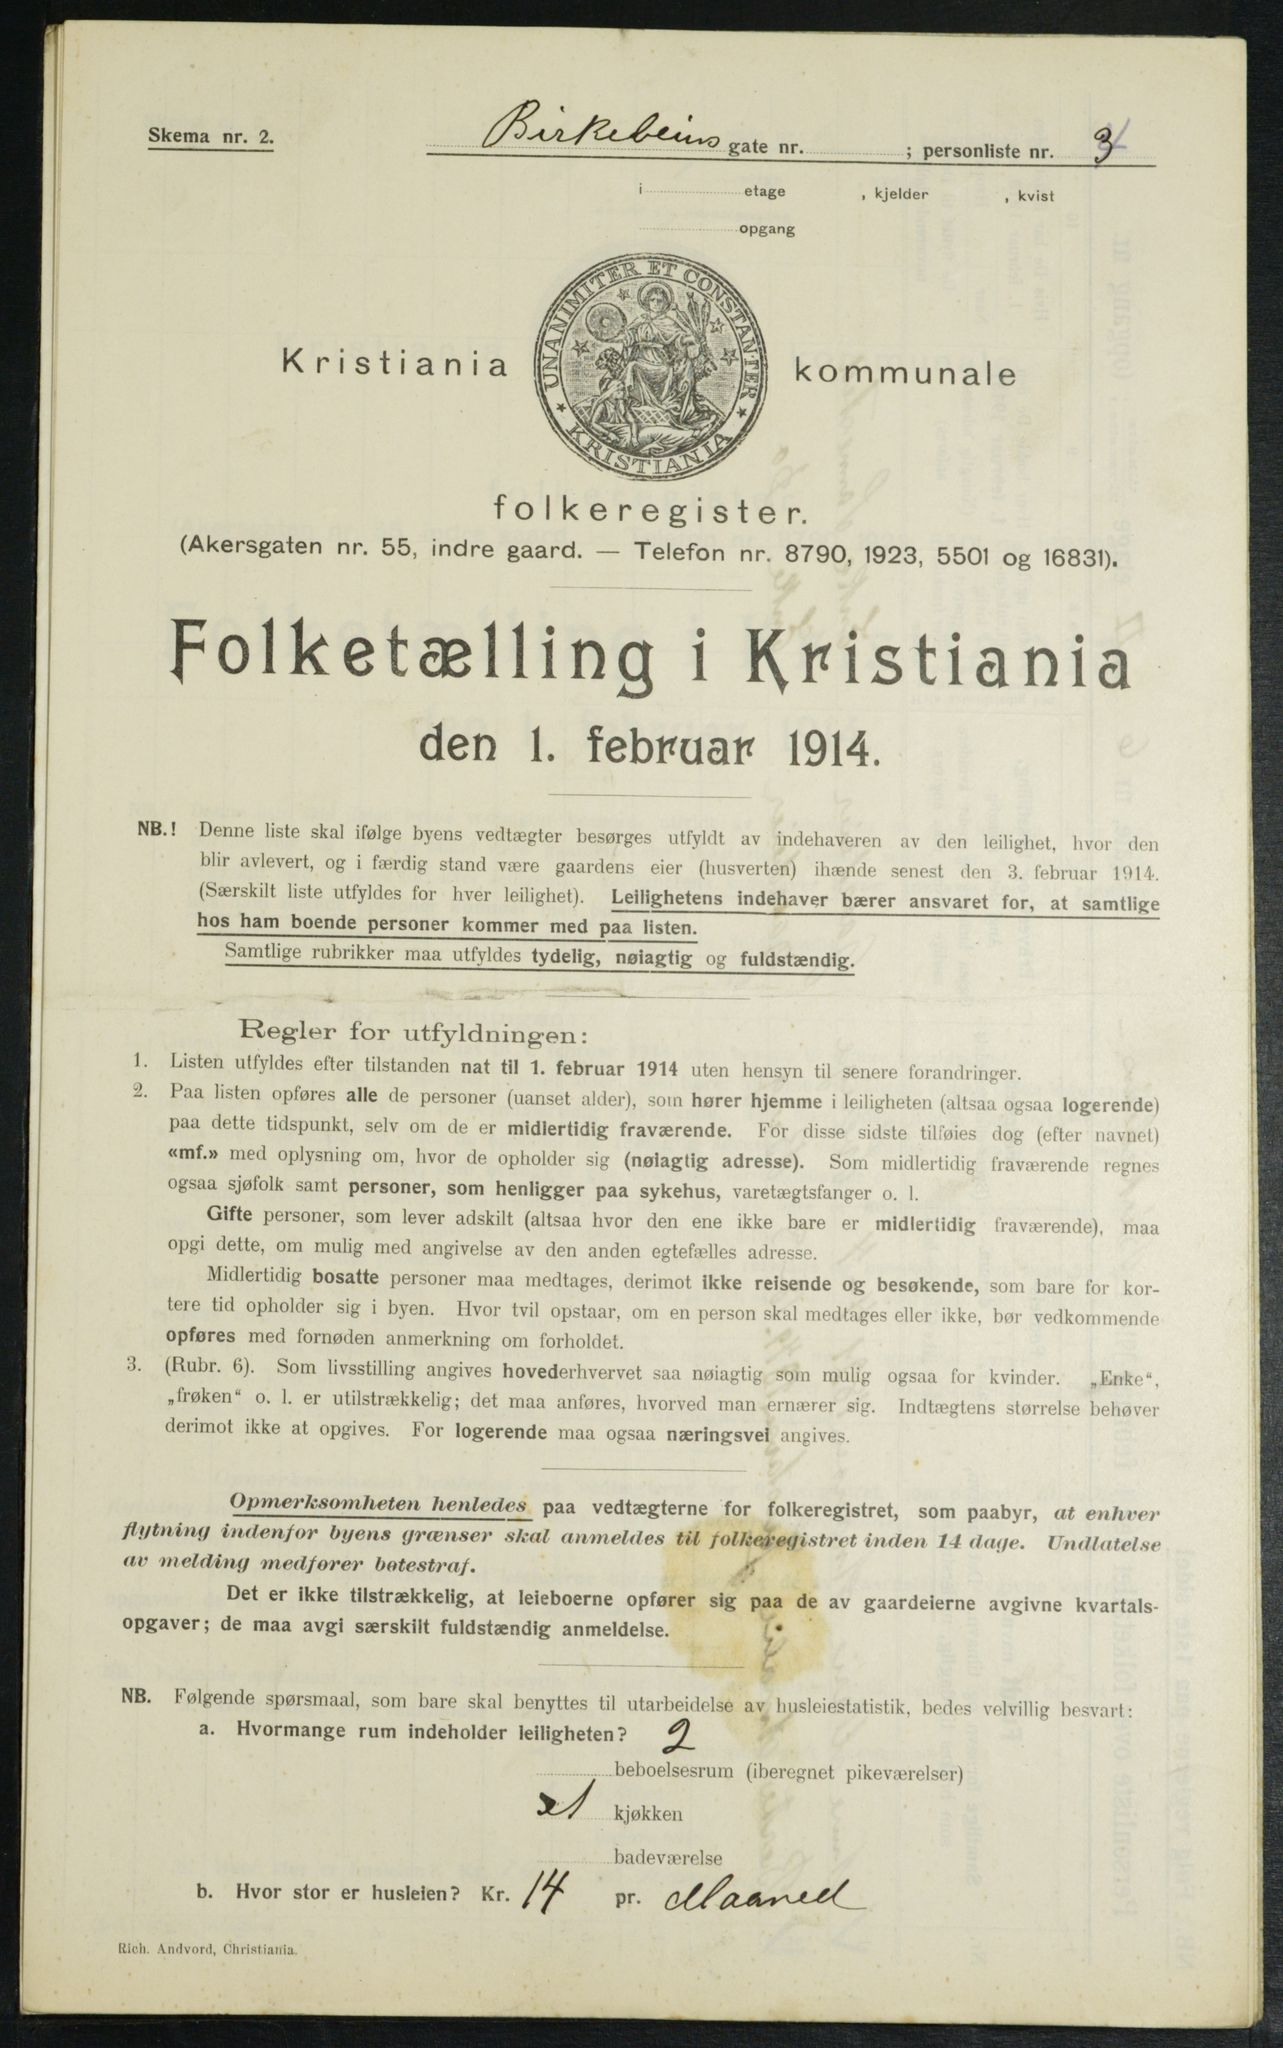 Skema nr. 2.
Birkebeins gate nr. ; personliste nr. 3
i etage , kjelder , kvist
opgang
UNANIMITER ET CONSTANTER
KRISTIANIA
Kristiania kommunale
folkeregister.
(Akersgaten nr. 55, indre gaard. — Telefon nr. 8790, 1923, 5501 og 16831).
Folketælling i Kristiania
den 1. februar 1914.
NB.! Denne liste skal ifølge byens vedtægter besørges utfyldt av indehaveren av den leilighet, hvor den
blir avlevert, og i færdig stand være gaardens eier (husverten) ihænde senest den 3. februar 1914.
(Særskilt liste utfyldes for hver leilighet). Leilighetens indehaver bærer ansvaret for, at samtlige
hos ham boende personer kommer med paa listen.
Samtlige rubrikker maa utfyldes tydelig, nøiagtig og fuldstændig.
Regler for utfyldningen:
1. Listen utfyldes efter tilstanden nat til 1. februar 1914 uten hensyn til senere forandringer.
2. Paa listen opføres alle de personer (uanset alder), som hører hjemme i leiligheten (altsaa ogsaa logerende)
paa dette tidspunkt, selv om de er midlertidig fraværende. For disse sidste tilføies dog (efter navnet)
«mf.» med oplysning om, hvor de opholder sig (nøiagtig adresse). Som midlertidig fraværende regnes
ogsaa sjøfolk samt personer, som henligger paa sykehus, varetægtsfanger o. l.
Gifte personer, som lever adskilt (altsaa hvor den ene ikke bare er midlertidig fraværende), maa
opgi dette, om mulig med angivelse av den anden egtefælles adresse.
Midlertidig bosatte personer maa medtages, derimot ikke reisende og besøkende, som bare for kor-
tere tid opholder sig i byen. Hvor tvil opstaar, om en person skal medtages eller ikke, bør vedkommende
opføres med fornøden anmerkning om forholdet.
3. (Rubr. 6). Som livsstilling angives hovederhvervet saa nøiagtig som mulig ogsaa for kvinder. „Enke“,
„frøken“ o. l. er utilstrækkelig; det maa anføres, hvorved man ernærer sig. Indtægtens størrelse behøver
derimot ikke at opgives. For logerende maa ogsaa næringsvei angives.
Opmerksomheten henledes paa vedtægterne for folkeregistret, som paabyr, at enhver
flytning indenfor byens grænser skal anmeldes til folkeregistret inden 14 dage. Undlatelse
av melding medfører bøtestraf.
Det er ikke tilstrækkelig, at leieboerne opfører sig paa de av gaardeierne avgivne kvartals-
opgaver; de maa avgi særskilt fuldstændig anmeldelse.
NB. Følgende spørsmaal, som bare skal benyttes til utarbeidelse av husleiestatistik, bedes velvillig besvart:
a. Hvormange rum indeholder leiligheten? 2
beboelsesrum (iberegnet pikeværelser)
1 kjøkken
badeværelse
b. Hvor stor er husleien? Kr. 14 pr. Maaned
Rich. Andvord, Christiania.